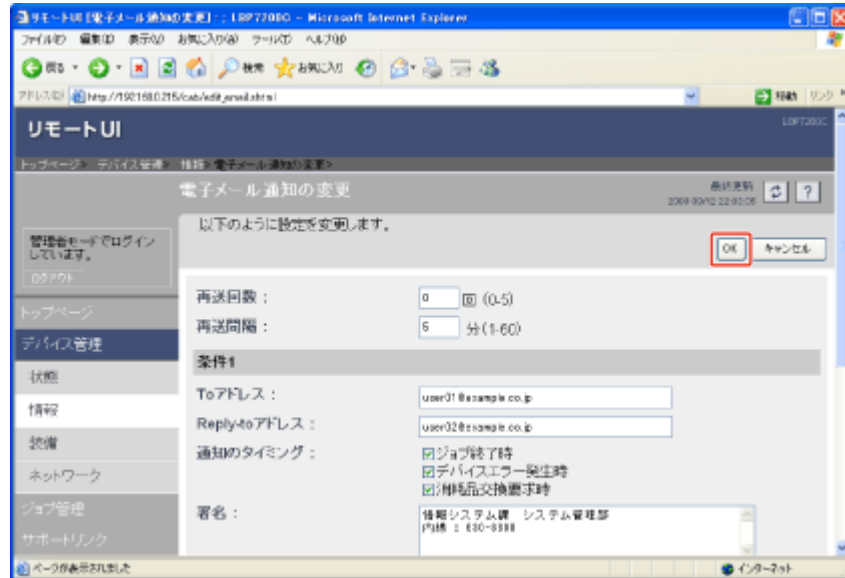 リモートUI [電子メール通知の変更] : : LBP7200C - Microsoft Internet Explorer
ファイル(F) 編集(E) 表示(V) お気に入り(A) ツール(T) ヘルプ(H)
戻る 検索 お気に入り
アドレス(D) 移動 リンク
リモートUI
LBP7200C
トップページ> デバイス管理> 情報> 電子メール通知の変更>
電子メール通知の変更
最終更新
以下のように設定を変更します。
OK キャンセル
管理者モードでログイン
しています。
ログアウト
トップページ
デバイス管理
状態
情報
装備
ネットワーク
ジョブ管理
サポートリンク
再送回数 : 0 回 (0-5)
再送間隔 : 5 分(1-60)
条件1
Toアドレス : user01@example.co.jp
Reply-toアドレス : user02@example.co.jp
通知のタイミング : ジョブ終了時
デバイスエラー発生時
消耗品交換要求時
署名 : 情報システム課 システム管理部
内線 :
ページが表示されました
インターネット